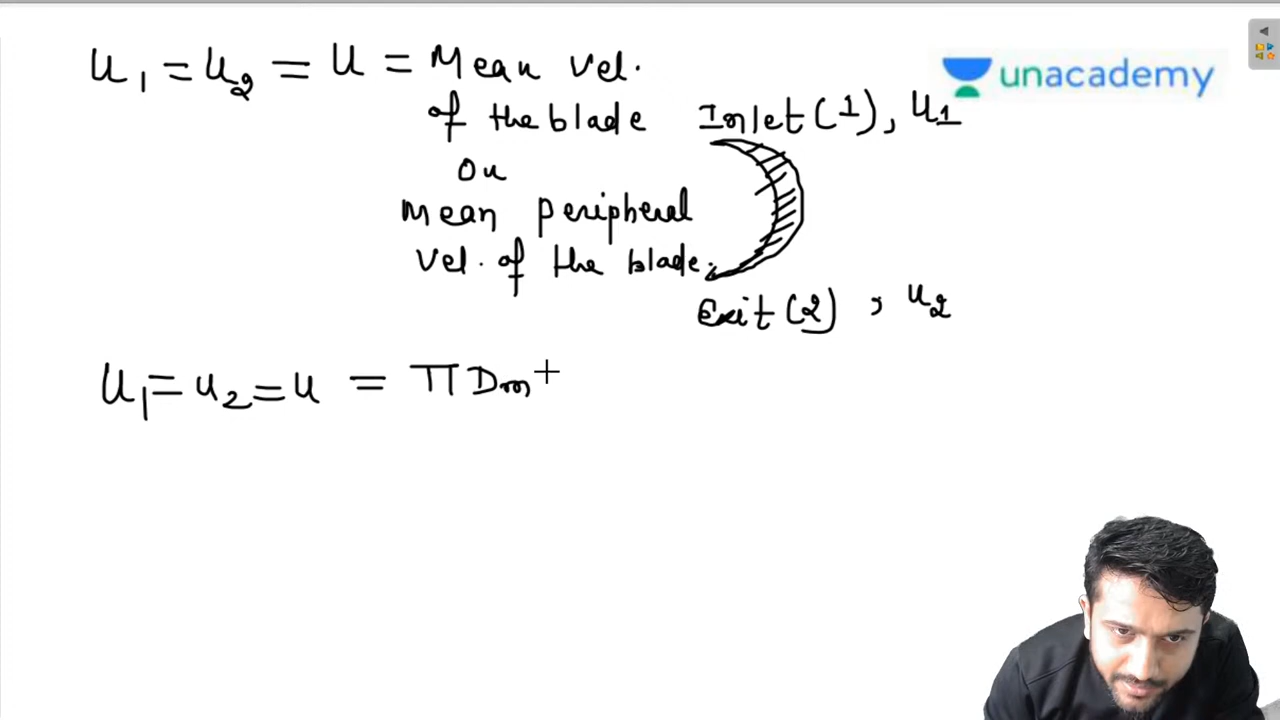 u₁ = u₂ = u = Mean vel.
of the blade
or
Mean peripheral
vel. of the blade.
unacademy
Inlet (1), u₁
Exit (2), u₂
u₁ = u₂ = u = π Dm